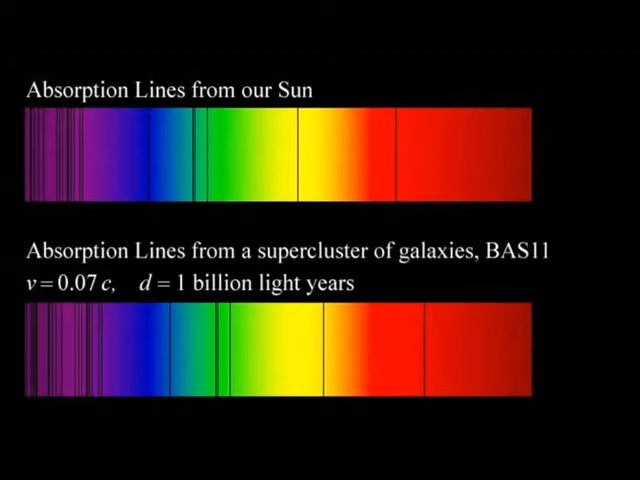 Absorption Lines from our Sun
Absorption Lines from a supercluster of galaxies, BAS11
v = 0.07 c, d = 1 billion light years